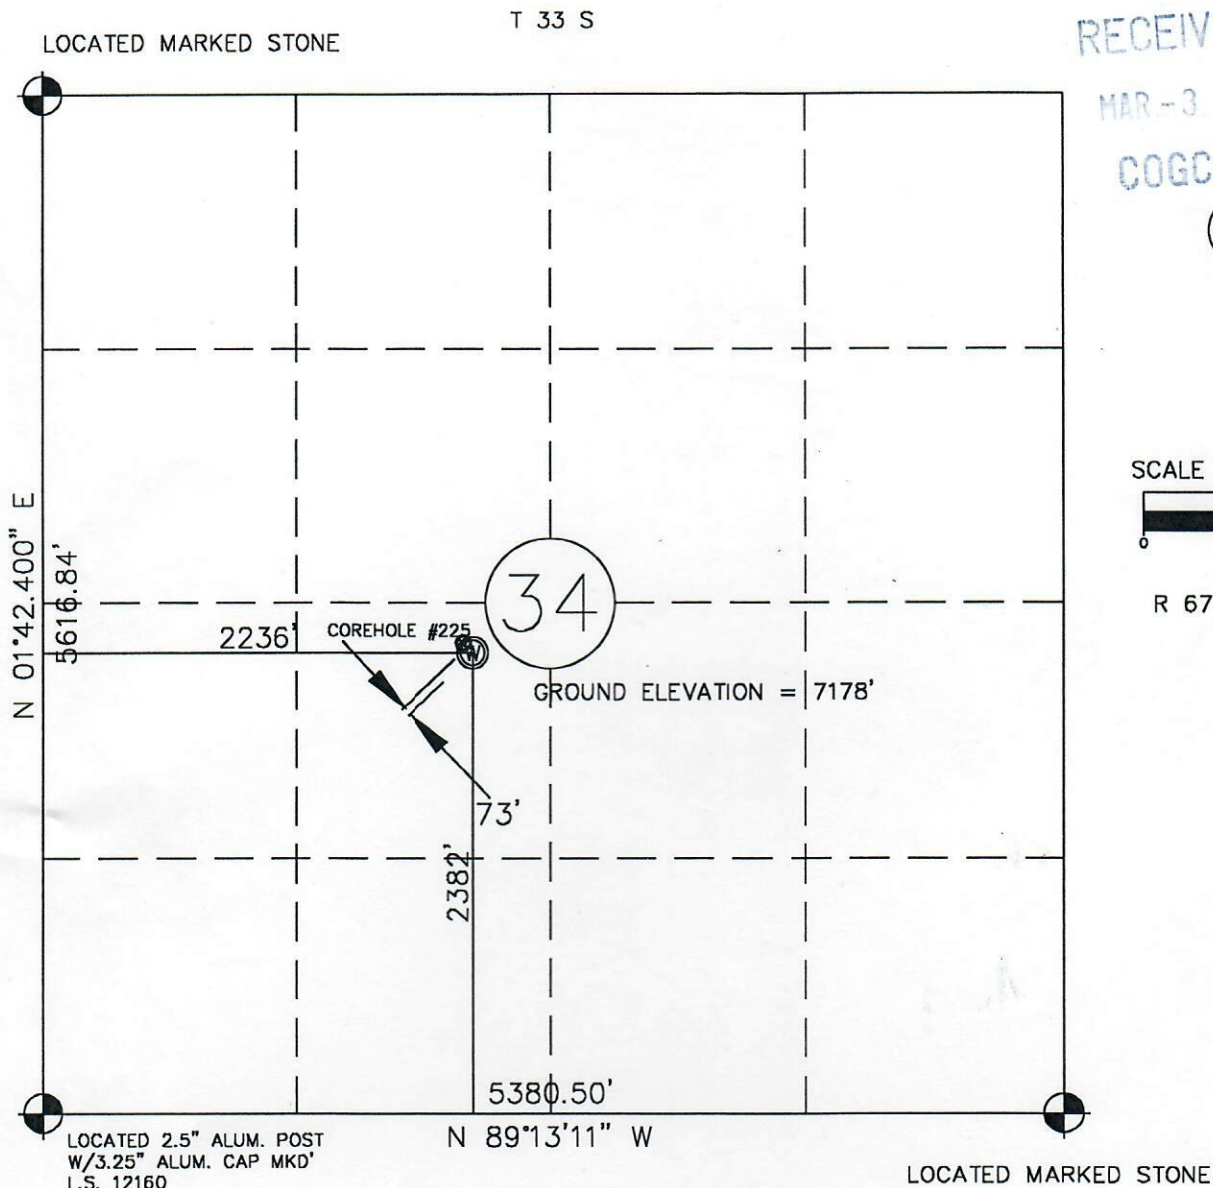 T 33 S
LOCATED MARKED STONE
RECEIV
MAR - 3
COGC
SCALE
0
R 67
N 01°42.400" E
5616.84'
34
2236'
COREHOLE #225
W
GROUND ELEVATION = 7178'
73'
2382'
5380.50'
N 89°13'11" W
LOCATED 2.5" ALUM. POST
W/3.25" ALUM. CAP MKD'
L.S. 12160
LOCATED MARKED STONE